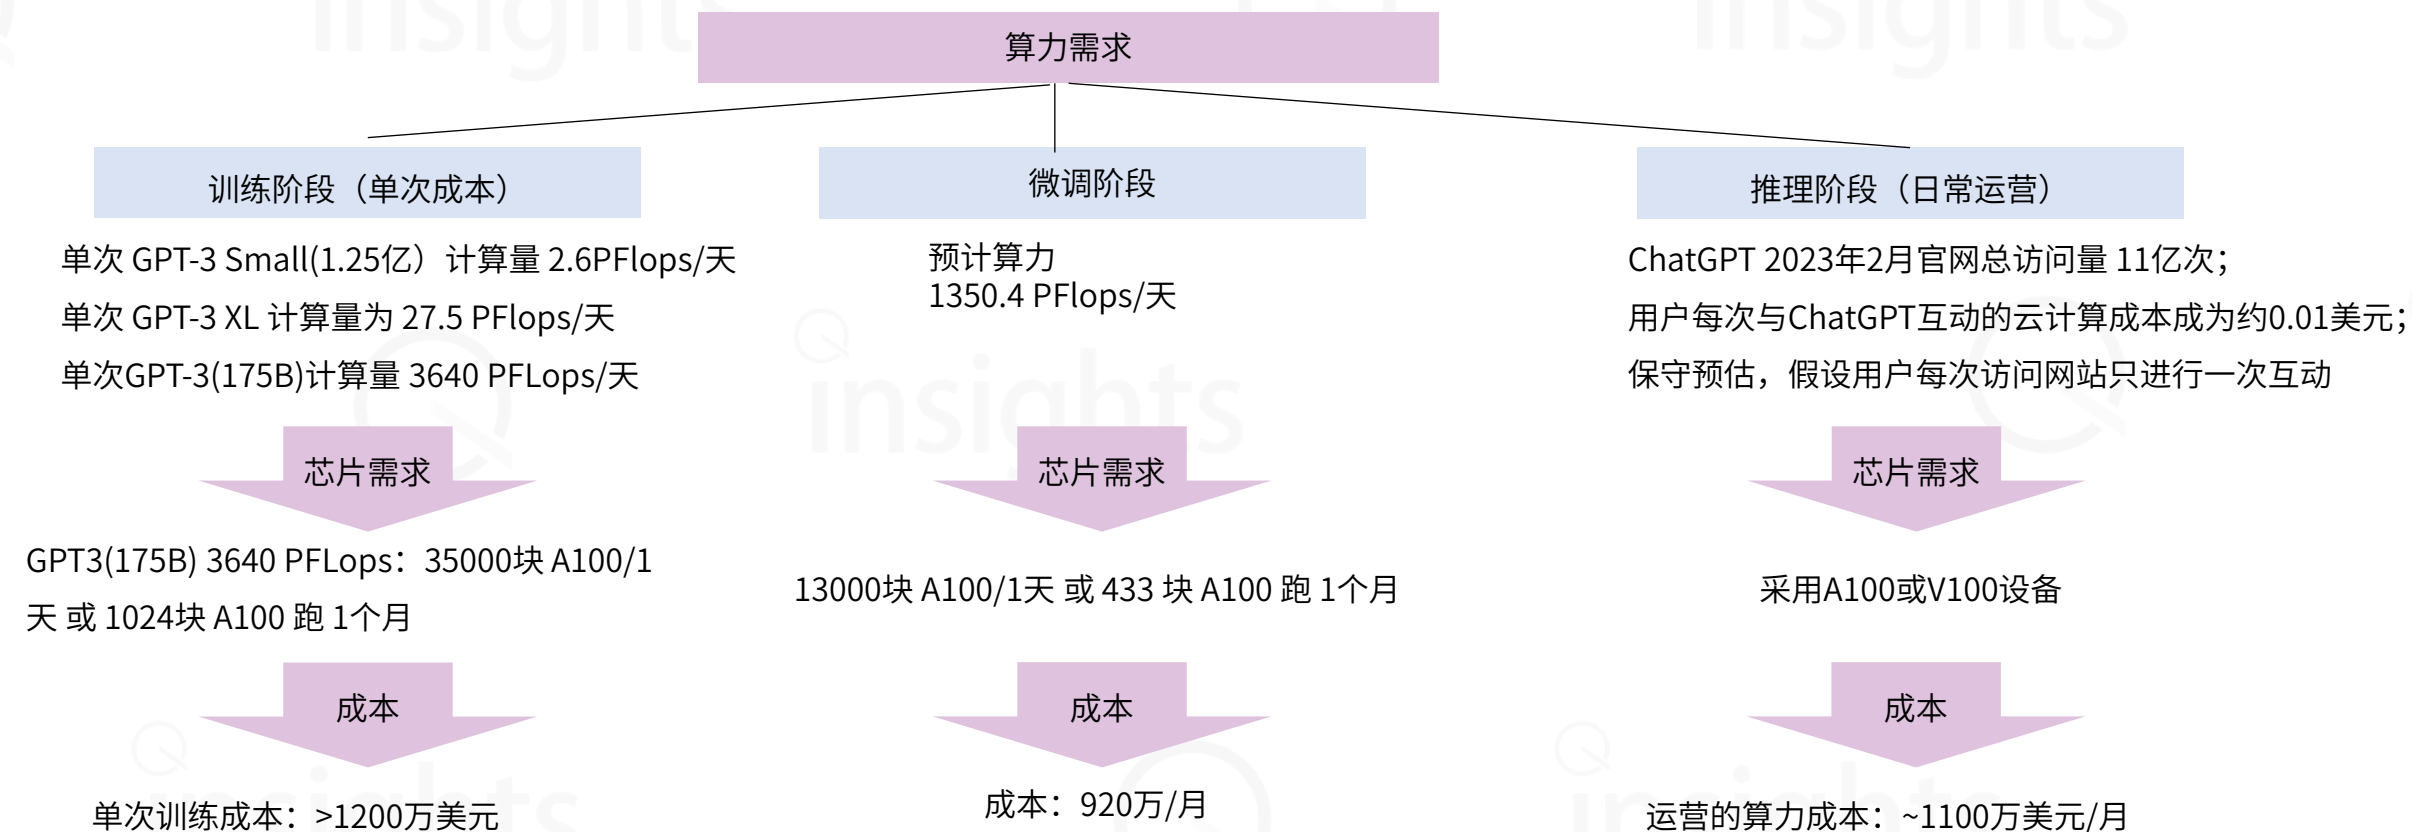 算力需求
训练阶段（单次成本）
单次 GPT-3 Small(1.25亿）计算量 2.6PFlops/天
单次 GPT-3 XL 计算量为 27.5 PFlops/天
单次GPT-3(175B)计算量 3640 PFLops/天
芯片需求
GPT3(175B) 3640 PFLops：35000块 A100/1
天 或 1024块 A100 跑 1个月
成本
单次训练成本：>1200万美元
微调阶段
预计算力
1350.4 PFlops/天
芯片需求
13000块 A100/1天 或 433 块 A100 跑 1个月
成本
成本：920万/月
推理阶段（日常运营）
ChatGPT 2023年2月官网总访问量 11亿次；
用户每次与ChatGPT互动的云计算成本成为约0.01美元；
保守预估，假设用户每次访问网站只进行一次互动
芯片需求
采用A100或V100设备
成本
运营的算力成本：~1100万美元/月
insights
insights
insights
insights
insights